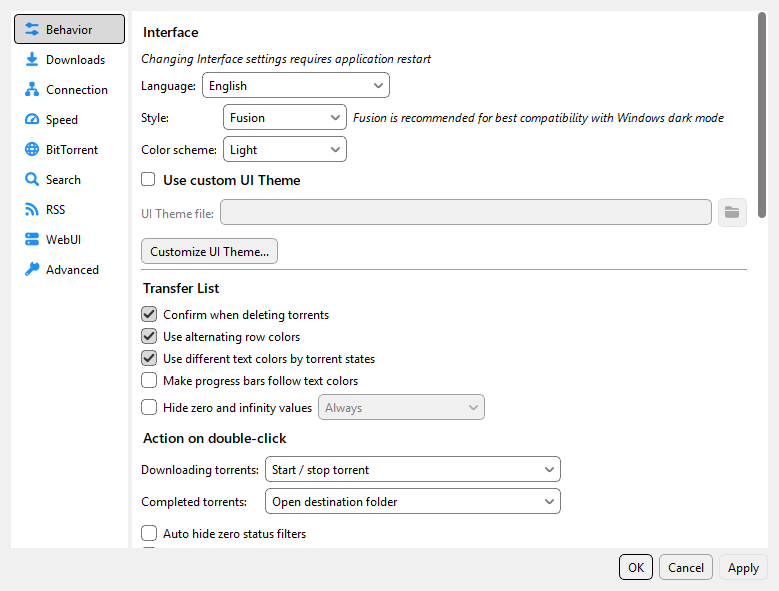 Behavior
Downloads
Connection
Speed
BitTorrent
Search
RSS
WebUI
Advanced
Interface
Changing Interface settings requires application restart
Language: English
Style: Fusion Fusion is recommended for best compatibility with Windows dark mode
Color scheme: Light
Use custom UI Theme
UI Theme file:
Customize UI Theme...
Transfer List
Confirm when deleting torrents
Use alternating row colors
Use different text colors by torrent states
Make progress bars follow text colors
Hide zero and infinity values Always
Action on double-click
Downloading torrents: Start / stop torrent
Completed torrents: Open destination folder
Auto hide zero status filters
OK Cancel Apply